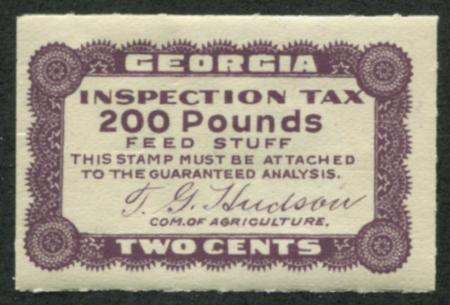 GEORGIA
INSPECTION TAX
200 Pounds
FEED STUFF
THIS STAMP MUST BE ATTACHED
TO THE GUARANTEED ANALYSIS.
T. G. Hudson
COM. OF AGRICULTURE.
TWO CENTS